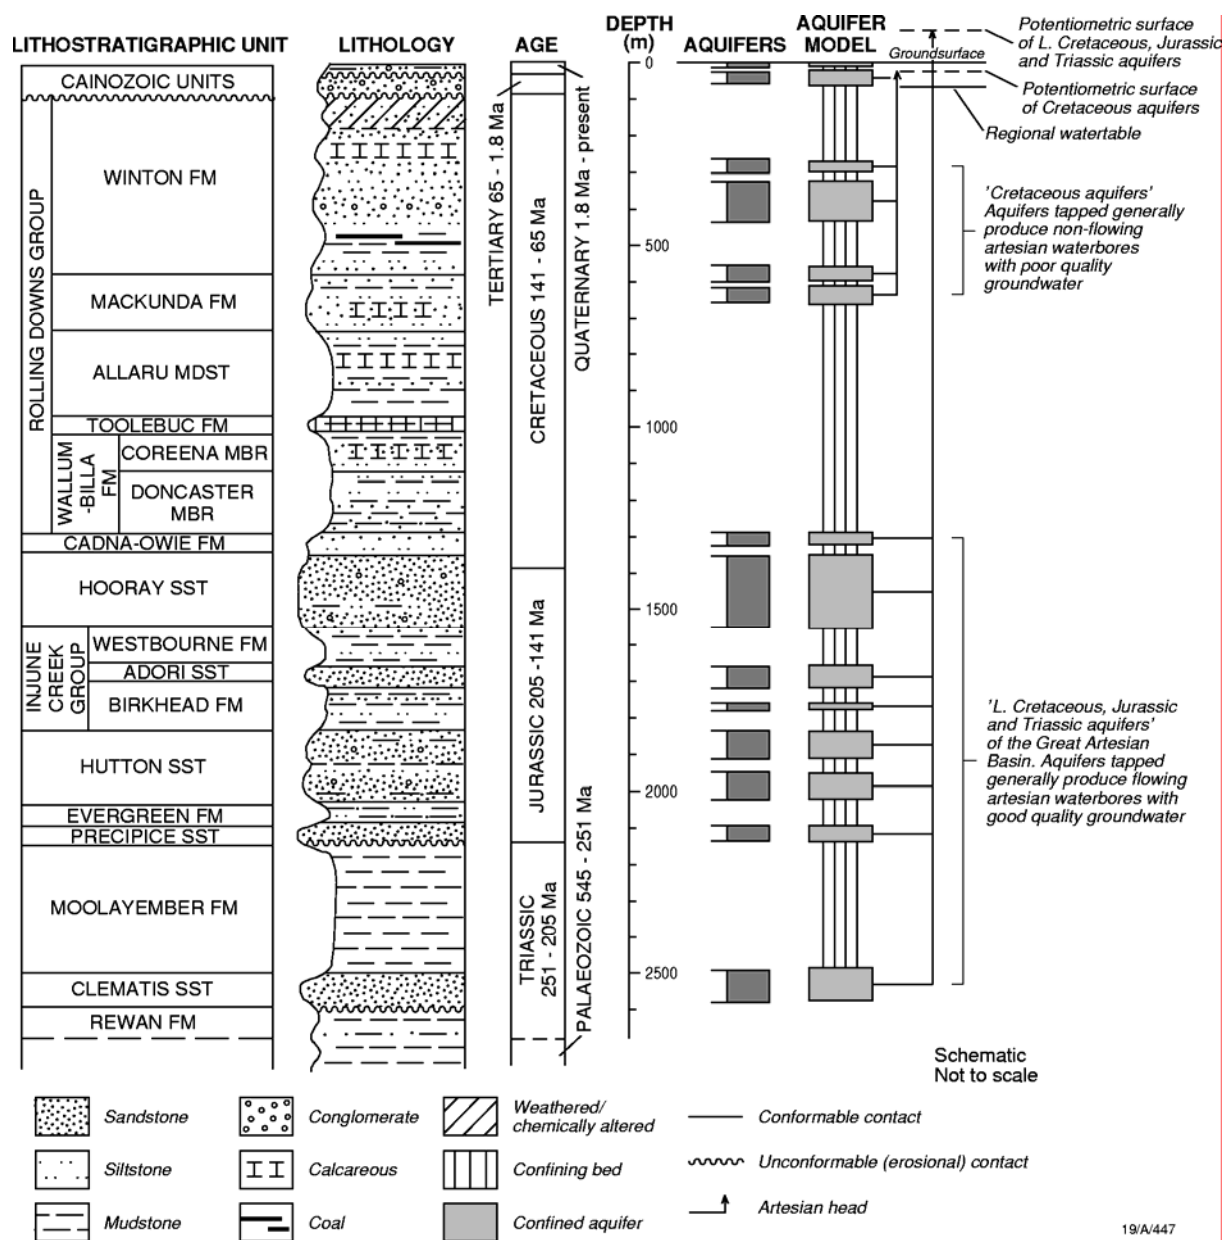 LITHOSTRATIGRAPHIC UNIT
LITHOLOGY
AGE
DEPTH
(m)
AQUIFERS
AQUIFER
MODEL
Potentiometric surface
of L. Cretaceous, Jurassic
and Triassic aquifers
Groundsurface
Potentiometric surface
of Cretaceous aquifers
Regional watertable
CAINOZOIC UNITS
ROLLING DOWNS GROUP
WINTON FM
MACKUNDA FM
ALLARU MDST
TOOLEBUC FM
WALLUM
-BILLA
FM
COREENA MBR
DONCASTER
MBR
CADNA-OWIE FM
HOORAY SST
INJUNE
CREEK
GROUP
WESTBOURNE FM
ADORI SST
BIRKHEAD FM
HUTTON SST
EVERGREEN FM
PRECIPICE SST
MOOLAYEMBER FM
CLEMATIS SST
REWAN FM
TERTIARY 65 - 1.8 Ma
QUATERNARY 1.8 Ma - present
CRETACEOUS 141 - 65 Ma
JURASSIC 205 -141 Ma
TRIASSIC
251 - 205 Ma
PALAEOZOIC 545 - 251 Ma
0
500
1000
1500
2000
2500
'Cretaceous aquifers'
Aquifers tapped generally
produce non-flowing
artesian waterbores
with poor quality
groundwater
'L. Cretaceous, Jurassic
and Triassic aquifers'
of the Great Artesian
Basin. Aquifers tapped
generally produce flowing
artesian waterbores with
good quality groundwater
Schematic
Not to scale
Sandstone
Conglomerate
Weathered/
chemically altered
Conformable contact
Siltstone
Calcareous
Confining bed
Unconformable (erosional) contact
Mudstone
Coal
Confined aquifer
Artesian head
19/A/447